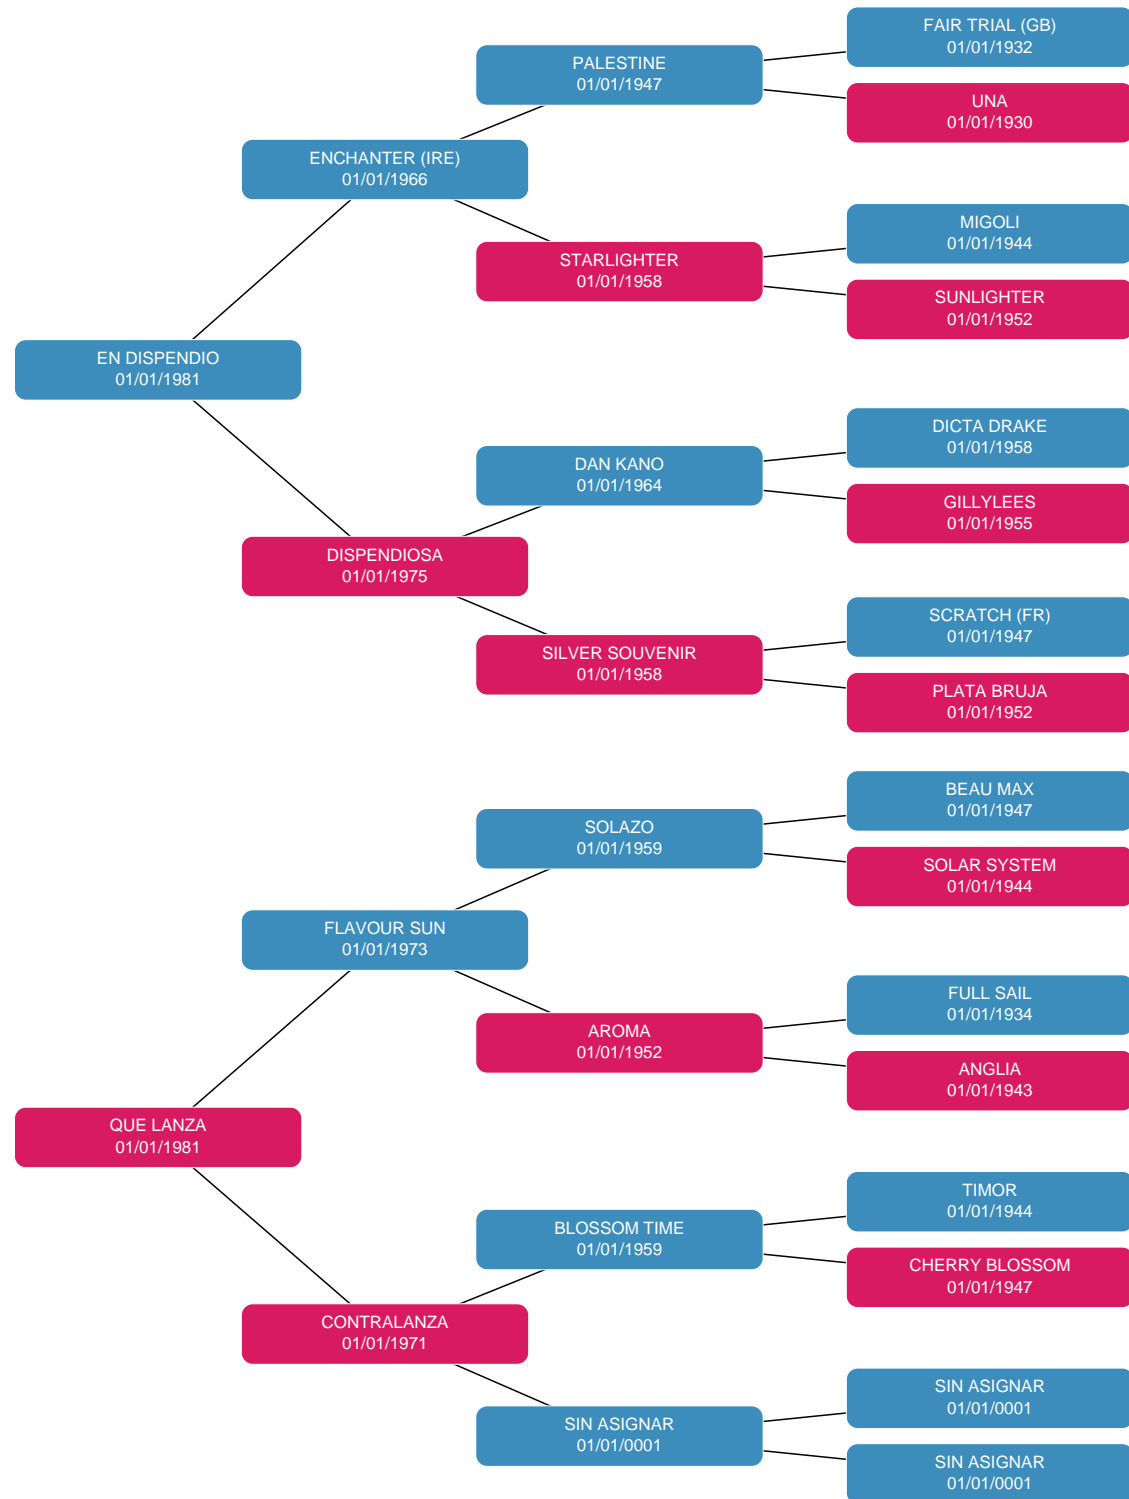 FAIR TRIAL (GB)
01/01/1932
PALESTINE
01/01/1947
UNA
01/01/1930
ENCHANTER (IRE)
01/01/1966
MIGOLI
01/01/1944
STARLIGHTER
01/01/1958
SUNLIGHTER
01/01/1952
EN DISPENDIO
01/01/1981
DICTA DRAKE
01/01/1958
DAN KANO
01/01/1964
GILLYLEES
01/01/1955
DISPENDIOSA
01/01/1975
SCRATCH (FR)
01/01/1947
SILVER SOUVENIR
01/01/1958
PLATA BRUJA
01/01/1952
BEAU MAX
01/01/1947
SOLAZO
01/01/1959
SOLAR SYSTEM
01/01/1944
FLAVOUR SUN
01/01/1973
FULL SAIL
01/01/1934
AROMA
01/01/1952
ANGLIA
01/01/1943
QUE LANZA
01/01/1981
TIMOR
01/01/1944
BLOSSOM TIME
01/01/1959
CHERRY BLOSSOM
01/01/1947
CONTRALANZA
01/01/1971
SIN ASIGNAR
01/01/0001
SIN ASIGNAR
01/01/0001
SIN ASIGNAR
01/01/0001